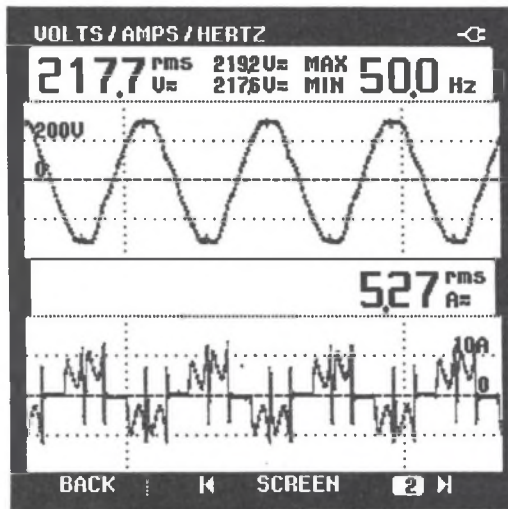 VOLTS/AMPS/HERTZ
217.7 rms V≂ 219.2 V≂ MAX 50.0 Hz
217.6 V≂ MIN
200V
0
5.27 rms A≂
10A
0
BACK SCREEN 2